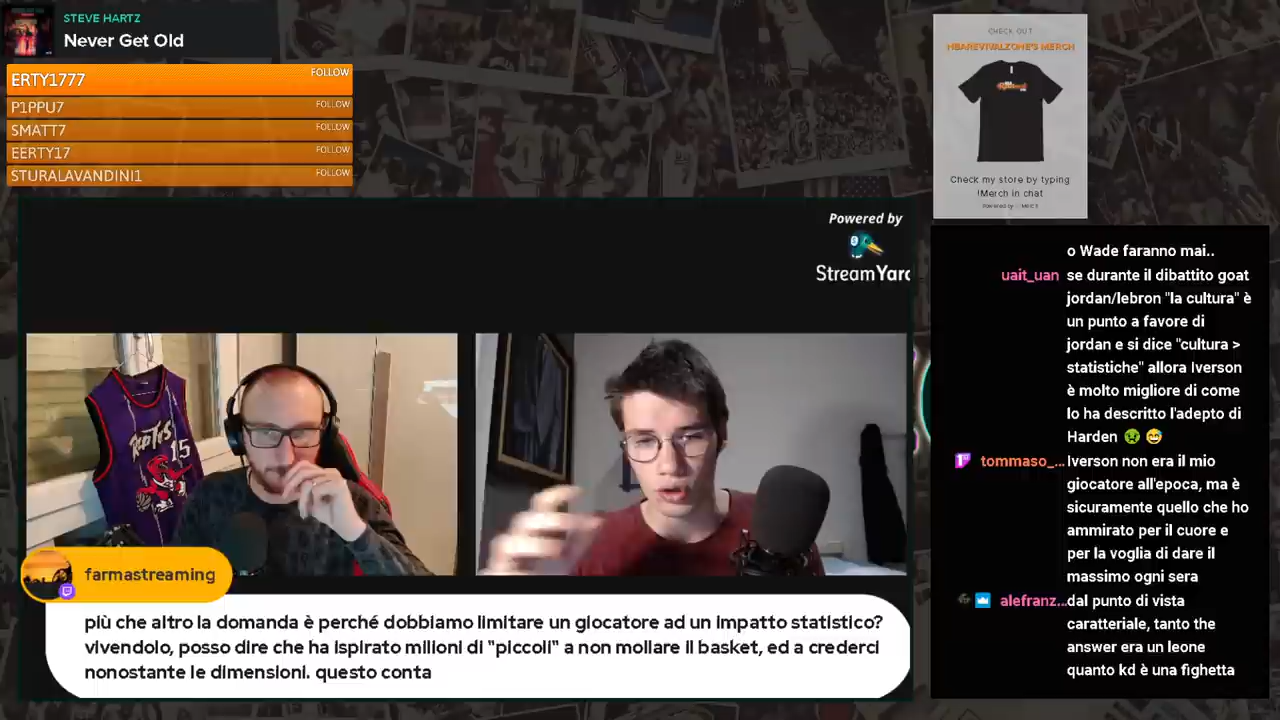 STEVE HARTZ
Never Get Old
ERTY1777 FOLLOW
P1PPU7 FOLLOW
SMATT7 FOLLOW
EERTY17 FOLLOW
STURALAVANDINI1 FOLLOW
CHECK OUT
NBAREVIVALZONE'S MERCH
Check my store by typing
!Merch in chat
Powered by
Powered by
StreamYard
RAPTORS
15
farmastreaming
più che altro la domanda è perché dobbiamo limitare un giocatore ad un impatto statistico?
vivendolo, posso dire che ha ispirato milioni di "piccoli" a non mollare il basket, ed a crederci
nonostante le dimensioni. questo conta
o Wade faranno mai..
uait_uan se durante il dibattito goat
jordan/lebron "la cultura" è
un punto a favore di
jordan e si dice "cultura >
statistiche" allora Iverson
è molto migliore di come
lo ha descritto l'adepto di
Harden 🤢 😅
tommaso_... Iverson non era il mio
giocatore all'epoca, ma è
sicuramente quello che ho
ammirato per il cuore e
per la voglia di dare il
massimo ogni sera
alefranz... dal punto di vista
caratteriale, tanto the
answer era un leone
quanto kd è una fighetta